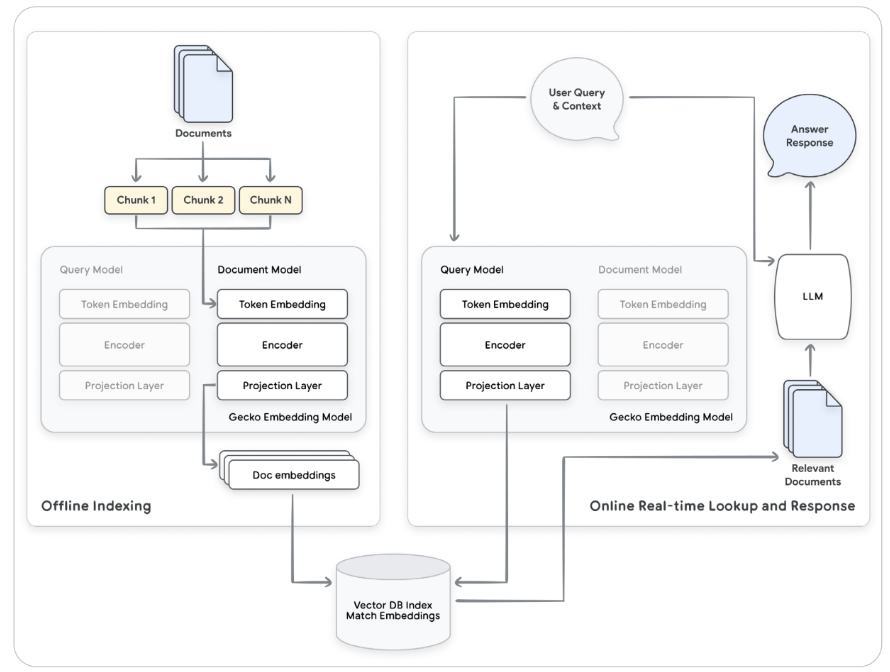 Documents
Chunk 1
Chunk 2
Chunk N
Query Model
Document Model
Token Embedding
Token Embedding
Encoder
Encoder
Projection Layer
Projection Layer
Gecko Embedding Model
Doc embeddings
Offline Indexing
User Query
& Context
Answer
Response
Query Model
Document Model
Token Embedding
Token Embedding
Encoder
Encoder
Projection Layer
Projection Layer
Gecko Embedding Model
LLM
Relevant
Documents
Online Real-time Lookup and Response
Vector DB Index
Match Embeddings